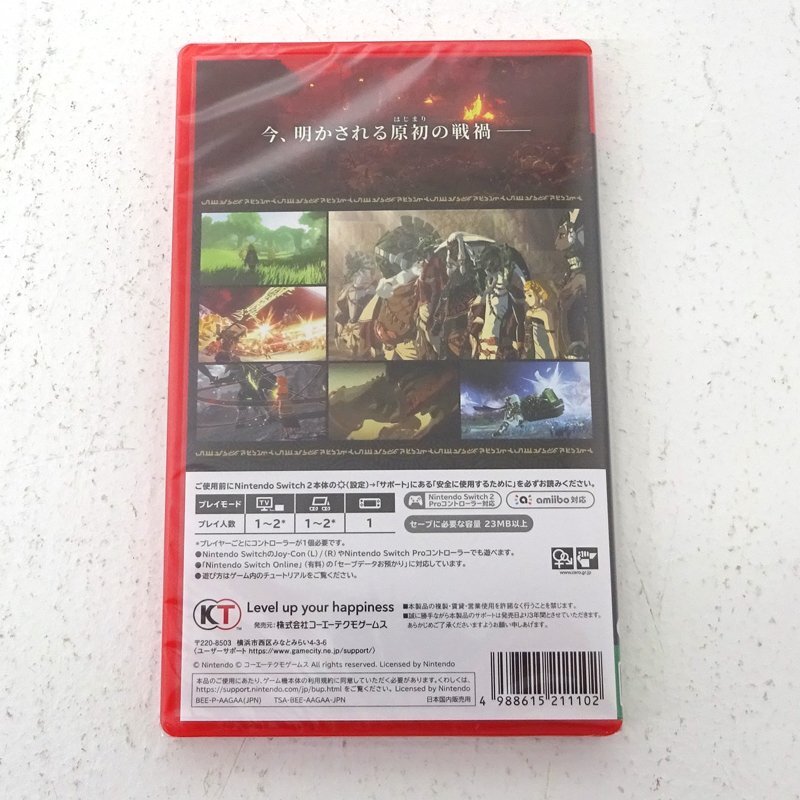 はじまり
今、明かされる原初の戦禍 ――
ご使用前にNintendo Switch 2本体の(設定)→「サポート」にある「安全に使用するために」を必ずお読みください。
プレイモード TV
プレイ人数 1~2* 1~2* 1
Nintendo Switch 2 Proコントローラー対応
amiibo対応
セーブに必要な容量 23MB以上
*プレイヤーごとにコントローラーが1個必要です。
●Nintendo SwitchのJoy-Con(L)/(R)やNintendo Switch Proコントローラーでも遊べます。
●「Nintendo Switch Online」(有料)の「セーブデータお預かり」に対応しています。
●遊び方はゲーム内のチュートリアルをご覧ください。
www.cero.gr.jp
KT Level up your happiness
発売元: 株式会社コーエーテクモゲームス
■本製品の複製・賃貸・営業使用を許諾なく行うことを禁じます。
■誠に勝手ながら本製品のサポートは発売日より3年間とさせていただきます。
あらかじめご了承くださいますようお願い申しあげます。
〒220-8503 横浜市西区みなとみらい4-3-6
〈ユーザーサポート https://www.gamecity.ne.jp/support/〉
© Nintendo © コーエーテクモゲームス All rights reserved. Licensed by Nintendo
本品のご使用にあたり、ゲーム機本体の利用規約に同意していただく必要があります。くわしくは、
https://support.nintendo.com/jp/bup.html をご覧ください。Licensed by Nintendo
BEE-P-AAGAA(JPN) TSA-BEE-AAGAA-JPN 日本国内販売用
4 988615 211102